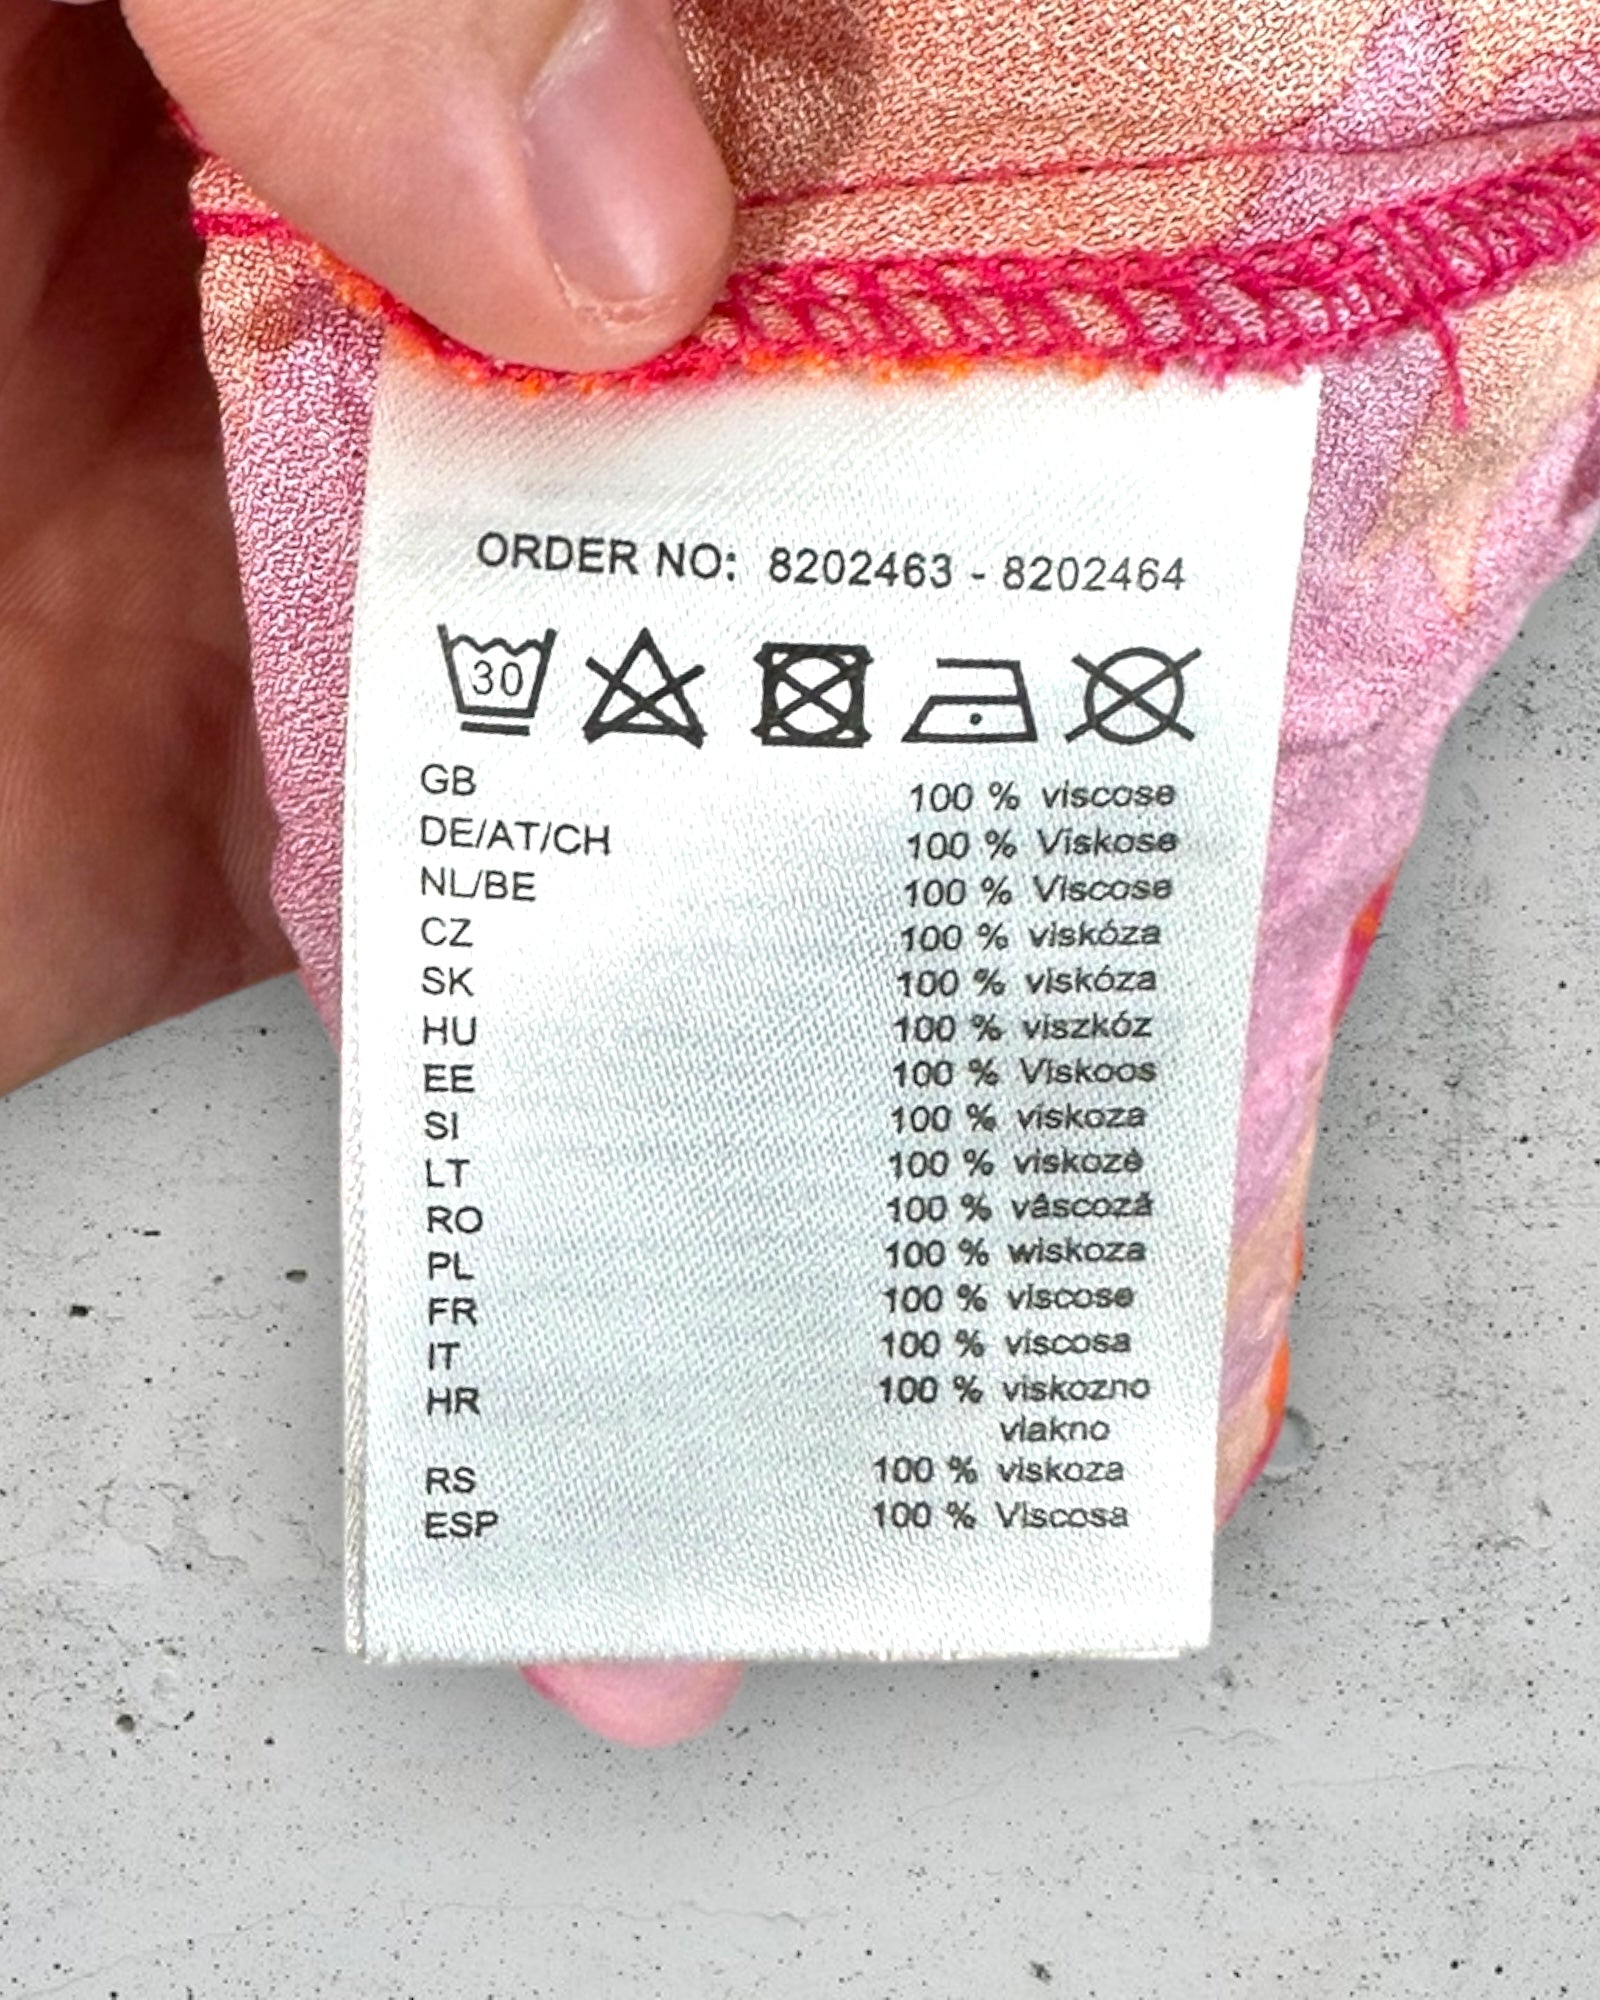 ORDER NO: 8202463 - 8202464
30
GB 100 % viscose
DE/AT/CH 100 % Viskose
NL/BE 100 % Viscose
CZ 100 % viskóza
SK 100 % viskóza
HU 100 % viszkóz
EE 100 % Viskoos
SI 100 % viskoza
LT 100 % viskozė
RO 100 % vâscoză
PL 100 % wiskoza
FR 100 % viscose
IT 100 % viscosa
HR 100 % viskozno
vlakno
RS 100 % viskoza
ESP 100 % Viscosa